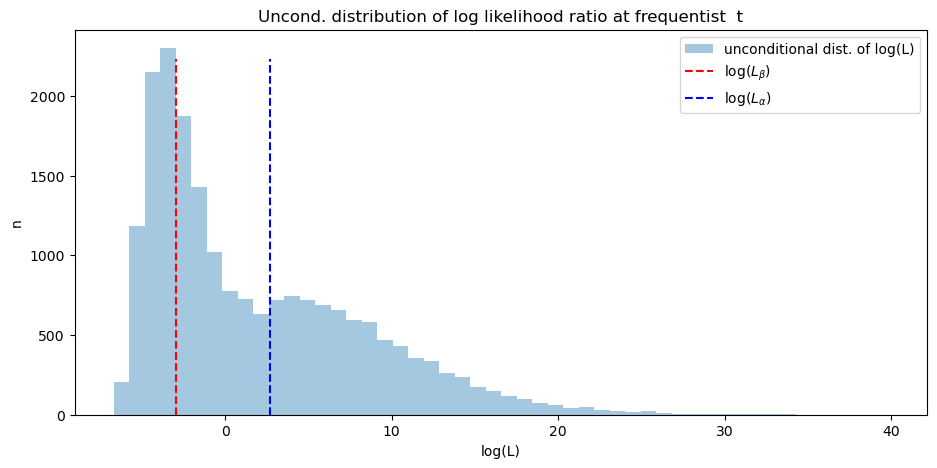 Uncond. distribution of log likelihood ratio at frequentist  t
unconditional dist. of log(L)
log(L_β)
log(L_α)
n
2000
1500
1000
500
0
0
10
20
30
40
log(L)